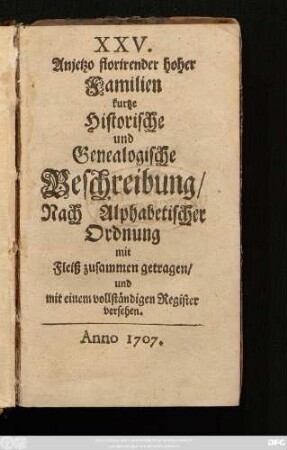 XXV.
Anjetzo florirender hoher
Familien
kurtze
Historische
und
Genealogische
Beschreibung/
Nach Alphabetischer
Ordnung
mit
Fleiß zusammen getragen/
und
mit einem vollständigen Register
versehen.
Anno 1707.